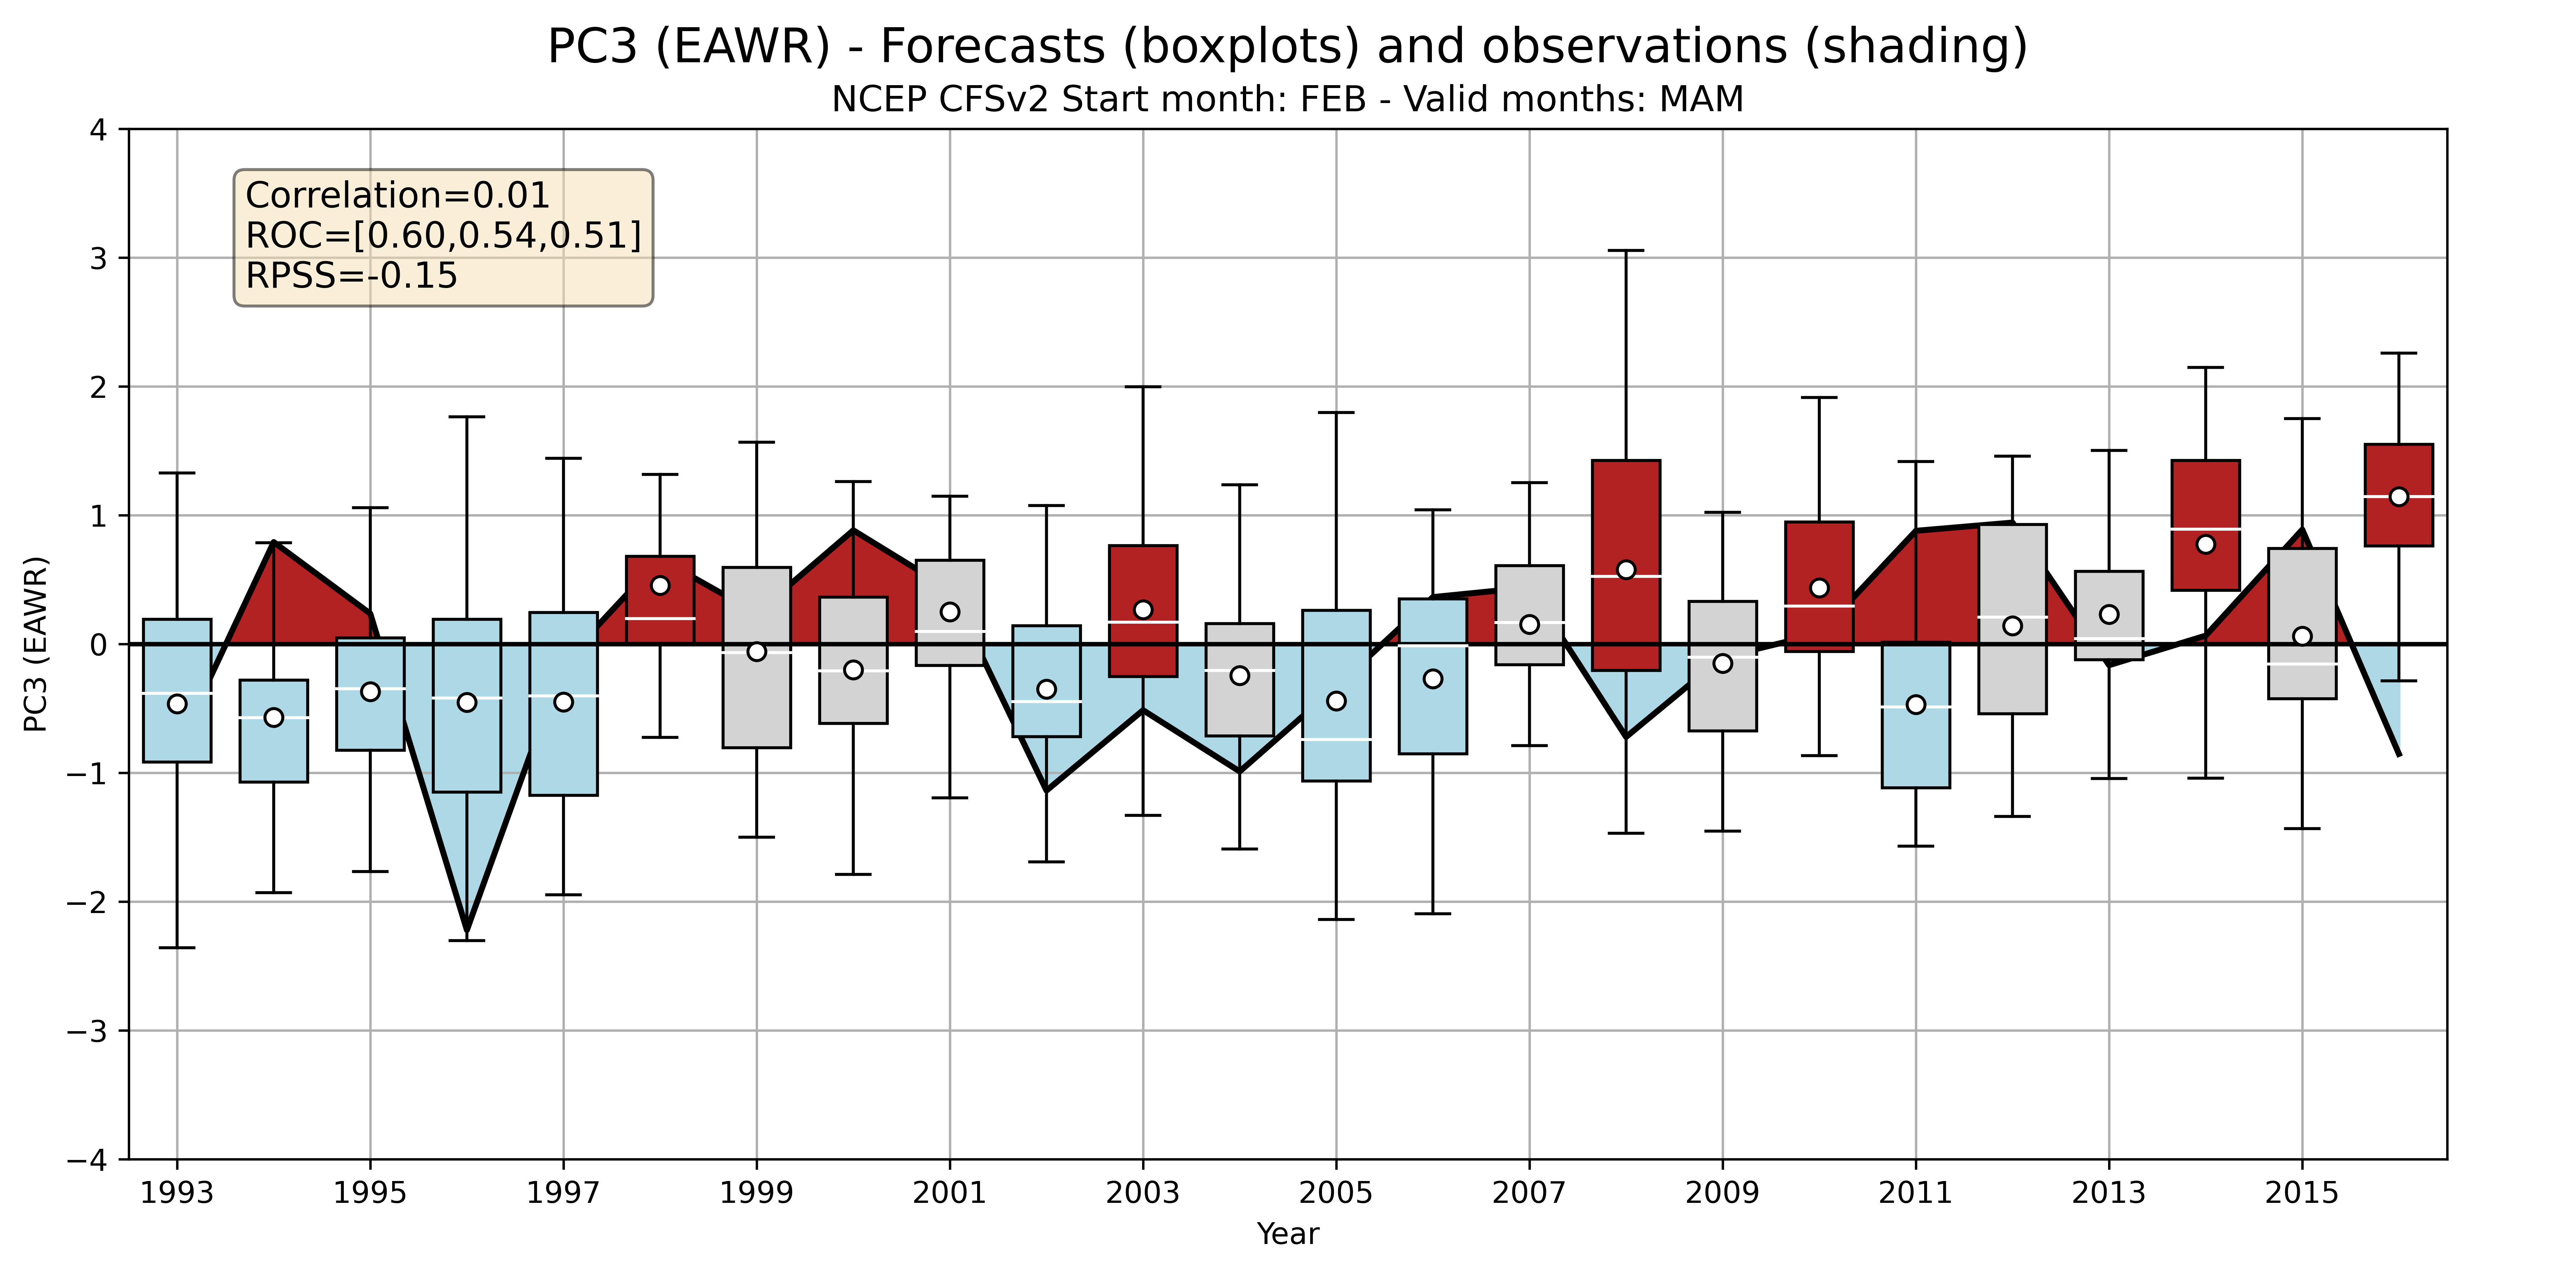 PC3 (EAWR) - Forecasts (boxplots) and observations (shading)
NCEP CFSv2 Start month: FEB - Valid months: MAM
Correlation=0.01
ROC=[0.60,0.54,0.51]
RPSS=-0.15
PC3 (EAWR)
4
3
2
1
0
−1
−2
−3
−4
1993 1995 1997 1999 2001 2003 2005 2007 2009 2011 2013 2015
Year